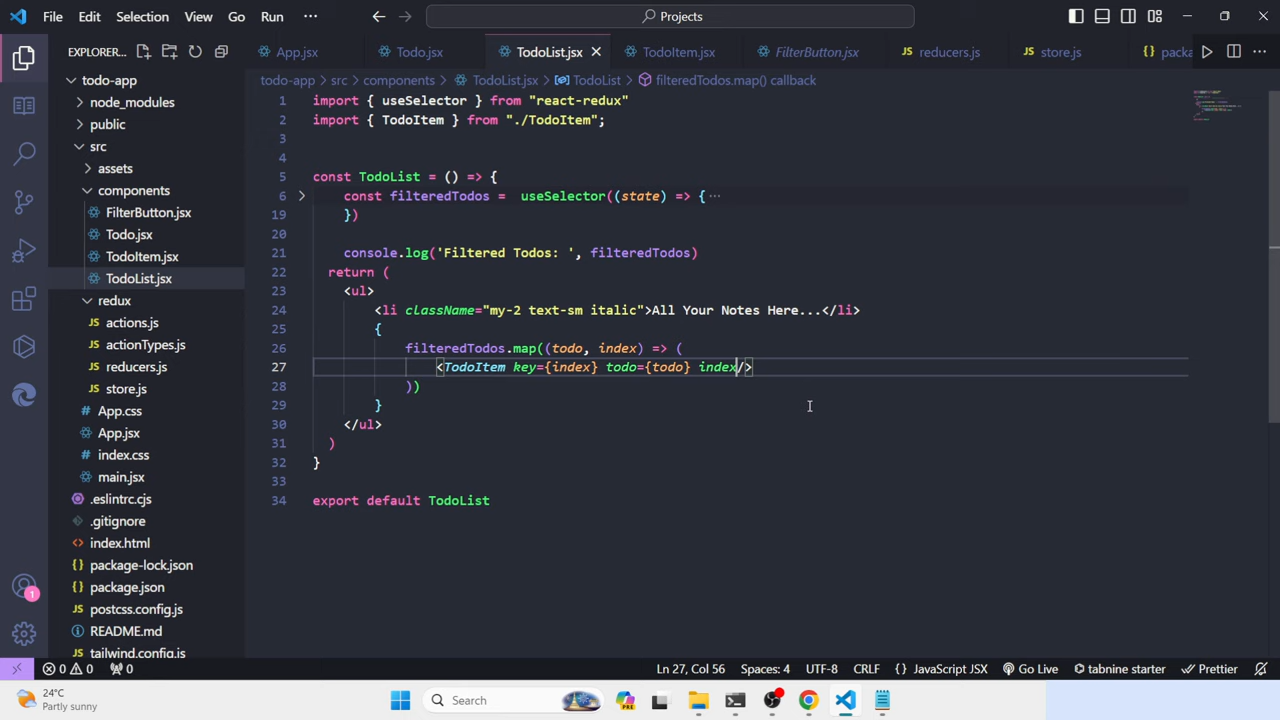 File Edit Selection View Go Run ··· Projects
EXPLORER... App.jsx Todo.jsx TodoList.jsx TodoItem.jsx FilterButton.jsx reducers.js store.js packa
todo-app > src > components > TodoList.jsx > TodoList > filteredTodos.map() callback
todo-app
node_modules
public
src
assets
components
FilterButton.jsx
Todo.jsx
TodoItem.jsx
TodoList.jsx
redux
actions.js
actionTypes.js
reducers.js
store.js
App.css
App.jsx
index.css
main.jsx
.eslintrc.cjs
.gitignore
index.html
package-lock.json
package.json
postcss.config.js
README.md
tailwind.config.js
1 import { useSelector } from "react-redux"
2 import { TodoItem } from "./TodoItem";
3
4
5 const TodoList = () => {
6 const filteredTodos = useSelector((state) => { ···
19 })
20
21 console.log('Filtered Todos: ', filteredTodos)
22 return (
23 <ul>
24 <li className="my-2 text-sm italic">All Your Notes Here...</li>
25 {
26 filteredTodos.map((todo, index) => (
27 <TodoItem key={index} todo={todo} index/>
28 ))
29 }
30 </ul>
31 )
32 }
33
34 export default TodoList
1
0 0 0 Ln 27, Col 56 Spaces: 4 UTF-8 CRLF {} JavaScript JSX Go Live tabnine starter Prettier
24°C
Partly sunny
Search
PRE